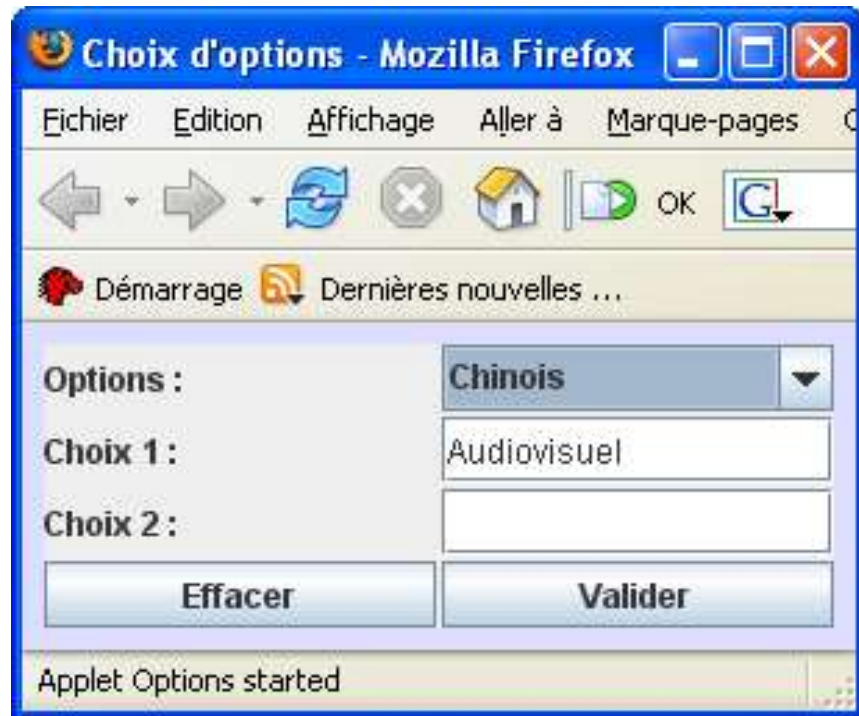 Choix d'options - Mozilla Firefox
Fichier Edition Affichage Aller à Marque-pages
OK G
Démarrage Dernières nouvelles ...
Options : Chinois
Choix 1 : Audiovisuel
Choix 2 :
Effacer Valider
Applet Options started